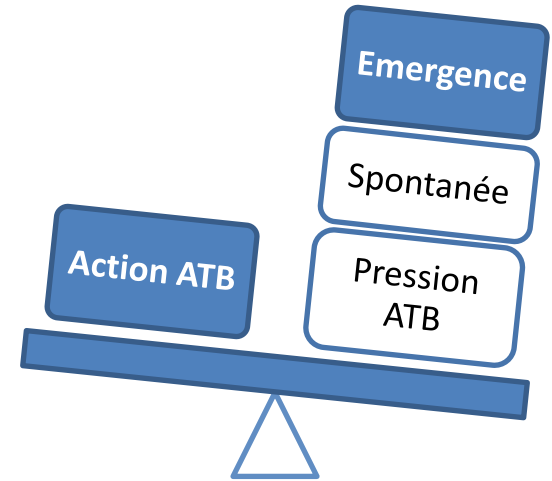 Emergence
Spontanée
Pression
ATB
Action ATB